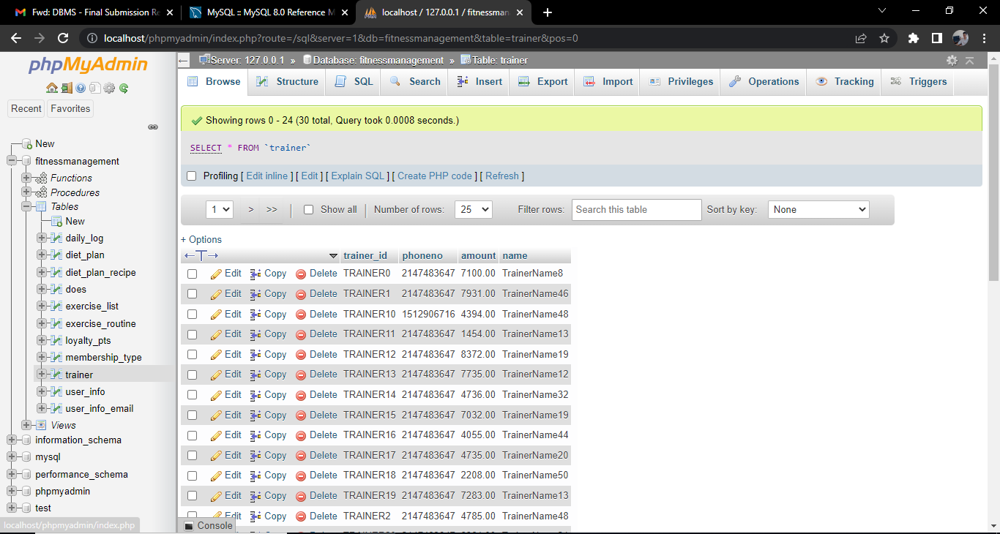 Fwd: DBMS - Final Submission Re
MySQL :: MySQL 8.0 Reference M
localhost / 127.0.0.1 / fitnessman
localhost/phpmyadmin/index.php?route=/sql&server=1&db=fitnessmanagement&table=trainer&pos=0
phpMyAdmin
Recent Favorites
New
fitnessmanagement
Functions
Procedures
Tables
New
daily_log
diet_plan
diet_plan_recipe
does
exercise_list
exercise_routine
loyalty_pts
membership_type
trainer
user_info
user_info_email
Views
information_schema
mysql
performance_schema
phpmyadmin
test
localhost/phpmyadmin/index.php
Server: 127.0.0.1 » Database: fitnessmanagement » Table: trainer
Browse Structure SQL Search Insert Export Import Privileges Operations Tracking Triggers
Showing rows 0 - 24 (30 total, Query took 0.0008 seconds.)
SELECT * FROM `trainer`
Profiling [ Edit inline ] [ Edit ] [ Explain SQL ] [ Create PHP code ] [ Refresh ]
1 > >> Show all Number of rows: 25 Filter rows: Search this table Sort by key: None
+ Options
trainer_id phoneno amount name
Edit Copy Delete TRAINER0 2147483647 7100.00 TrainerName8
Edit Copy Delete TRAINER1 2147483647 7931.00 TrainerName46
Edit Copy Delete TRAINER10 1512906716 4394.00 TrainerName48
Edit Copy Delete TRAINER11 2147483647 1454.00 TrainerName13
Edit Copy Delete TRAINER12 2147483647 8372.00 TrainerName19
Edit Copy Delete TRAINER13 2147483647 7735.00 TrainerName12
Edit Copy Delete TRAINER14 2147483647 4736.00 TrainerName32
Edit Copy Delete TRAINER15 2147483647 7032.00 TrainerName19
Edit Copy Delete TRAINER16 2147483647 4055.00 TrainerName44
Edit Copy Delete TRAINER17 2147483647 4735.00 TrainerName20
Edit Copy Delete TRAINER18 2147483647 2208.00 TrainerName50
Edit Copy Delete TRAINER19 2147483647 7283.00 TrainerName13
Edit Copy Delete TRAINER2 2147483647 4785.00 TrainerName48
Console